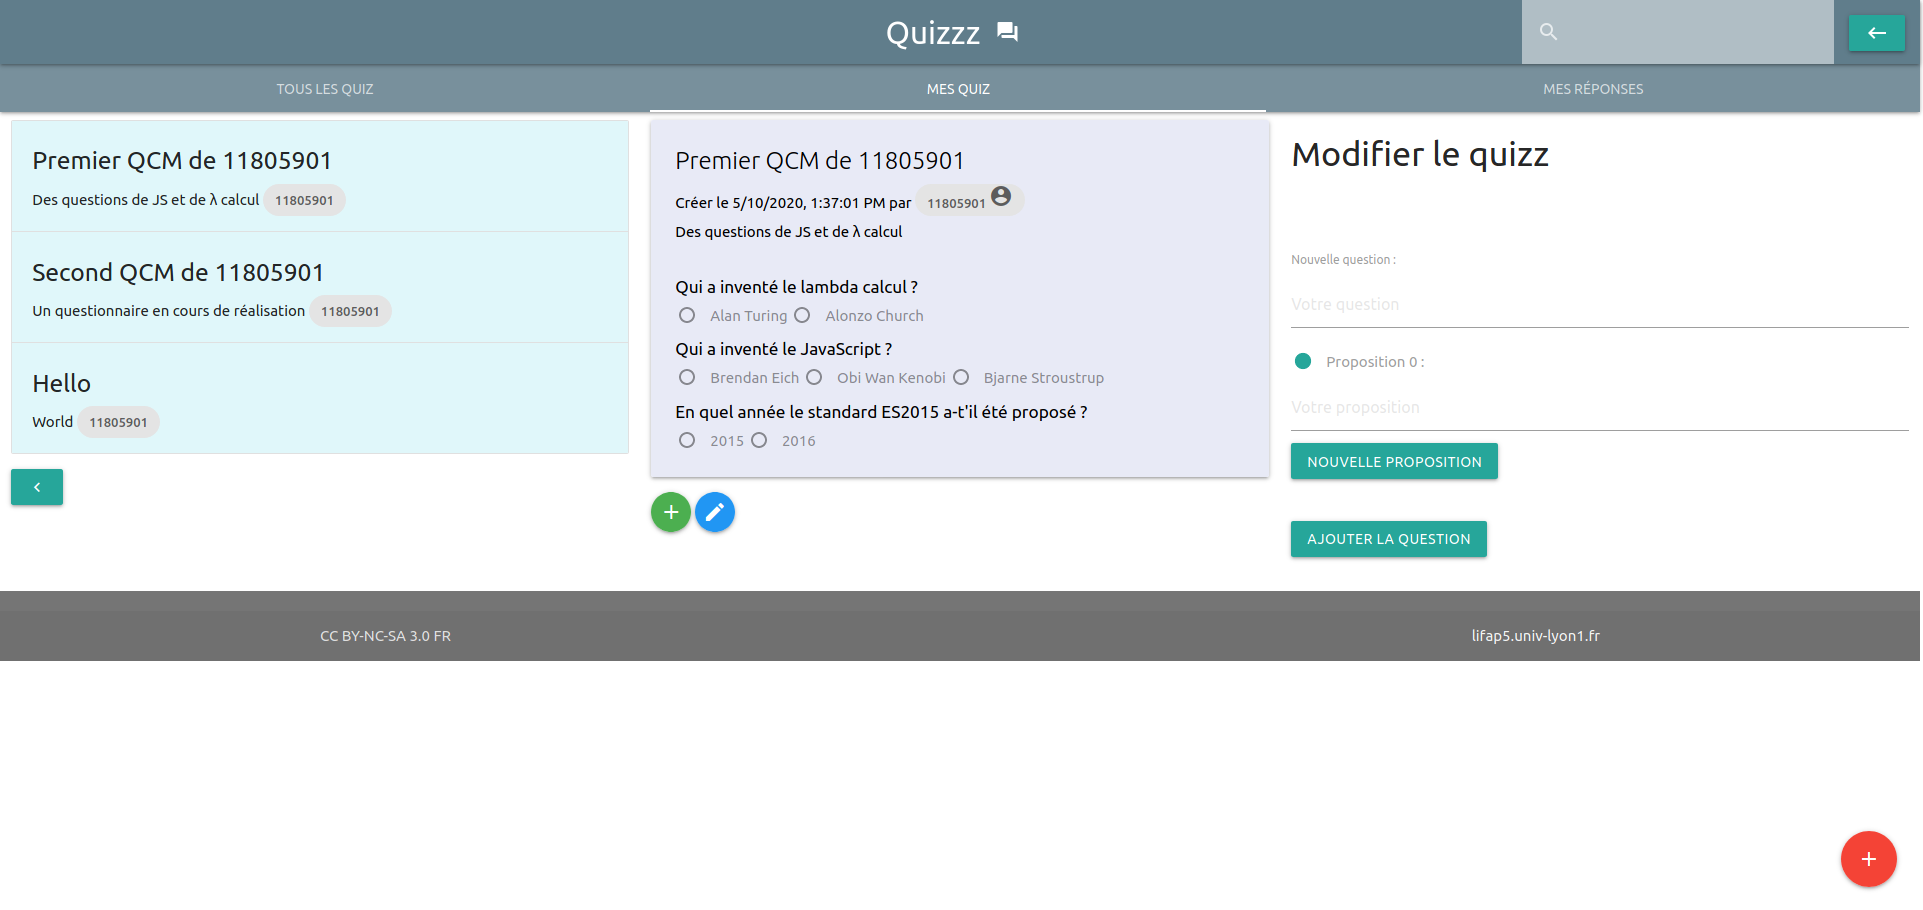 Quizzz
TOUS LES QUIZ
MES QUIZ
MES RÉPONSES
Premier QCM de 11805901
Des questions de JS et de λ calcul 11805901
Second QCM de 11805901
Un questionnaire en cours de réalisation 11805901
Hello
World 11805901
Premier QCM de 11805901
Créer le 5/10/2020, 1:37:01 PM par 11805901
Des questions de JS et de λ calcul
Qui a inventé le lambda calcul ?
Alan Turing Alonzo Church
Qui a inventé le JavaScript ?
Brendan Eich Obi Wan Kenobi Bjarne Stroustrup
En quel année le standard ES2015 a-t'il été proposé ?
2015 2016
Modifier le quizz
Nouvelle question :
Votre question
Proposition 0 :
Votre proposition
NOUVELLE PROPOSITION
AJOUTER LA QUESTION
CC BY-NC-SA 3.0 FR
lifap5.univ-lyon1.fr